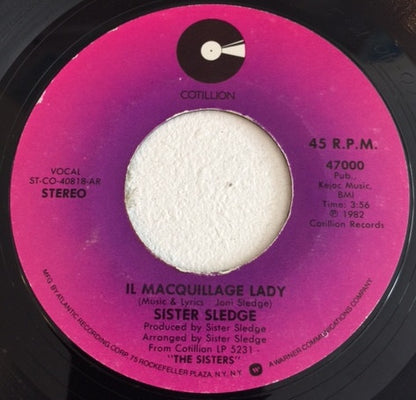 COTILLION
45 R.P.M.
VOCAL
ST-CO-40818-AR
STEREO
47000
Pub.,
Kejoc Music,
BMI
Time: 3:56
℗ 1982
Cotillion Records
IL MACQUILLAGE LADY
(Music & Lyrics - Joni Sledge)
SISTER SLEDGE
Produced by Sister Sledge
Arranged by Sister Sledge
From Cotillion LP 5231 -
"THE SISTERS"
MFG. BY ATLANTIC RECORDING CORP. 75 ROCKEFELLER PLAZA, N.Y. N.Y. W A WARNER COMMUNICATIONS COMPANY